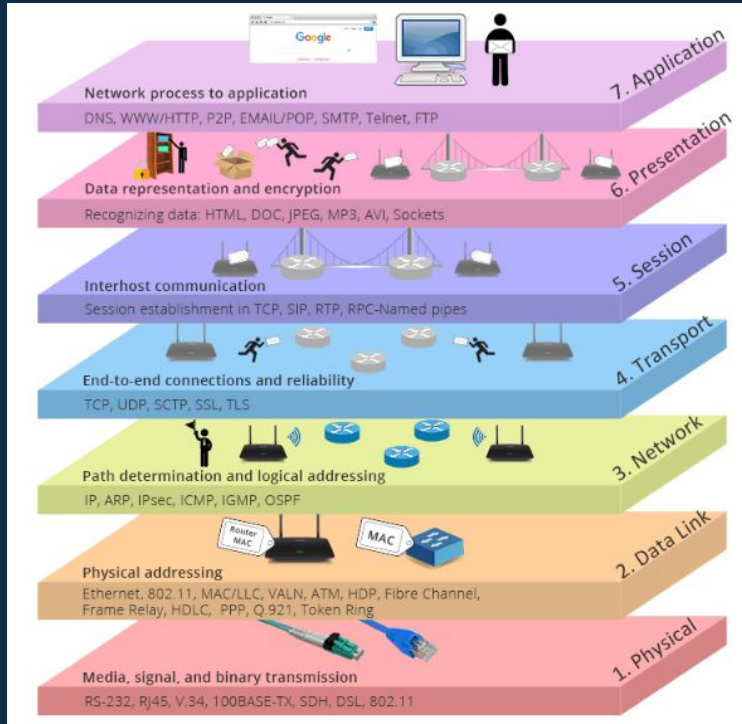 Google
7. Application
Network process to application
DNS, WWW/HTTP, P2P, EMAIL/POP, SMTP, Telnet, FTP
6. Presentation
Data representation and encryption
Recognizing data: HTML, DOC, JPEG, MP3, AVI, Sockets
5. Session
Interhost communication
Session establishment in TCP, SIP, RTP, RPC-Named pipes
4. Transport
End-to-end connections and reliability
TCP, UDP, SCTP, SSL, TLS
3. Network
Path determination and logical addressing
IP, ARP, IPsec, ICMP, IGMP, OSPF
Router
MAC
MAC
2. Data Link
Physical addressing
Ethernet, 802.11, MAC/LLC, VALN, ATM, HDP, Fibre Channel,
Frame Relay, HDLC, PPP, Q.921, Token Ring
1. Physical
Media, signal, and binary transmission
RS-232, RJ45, V.34, 100BASE-TX, SDH, DSL, 802.11